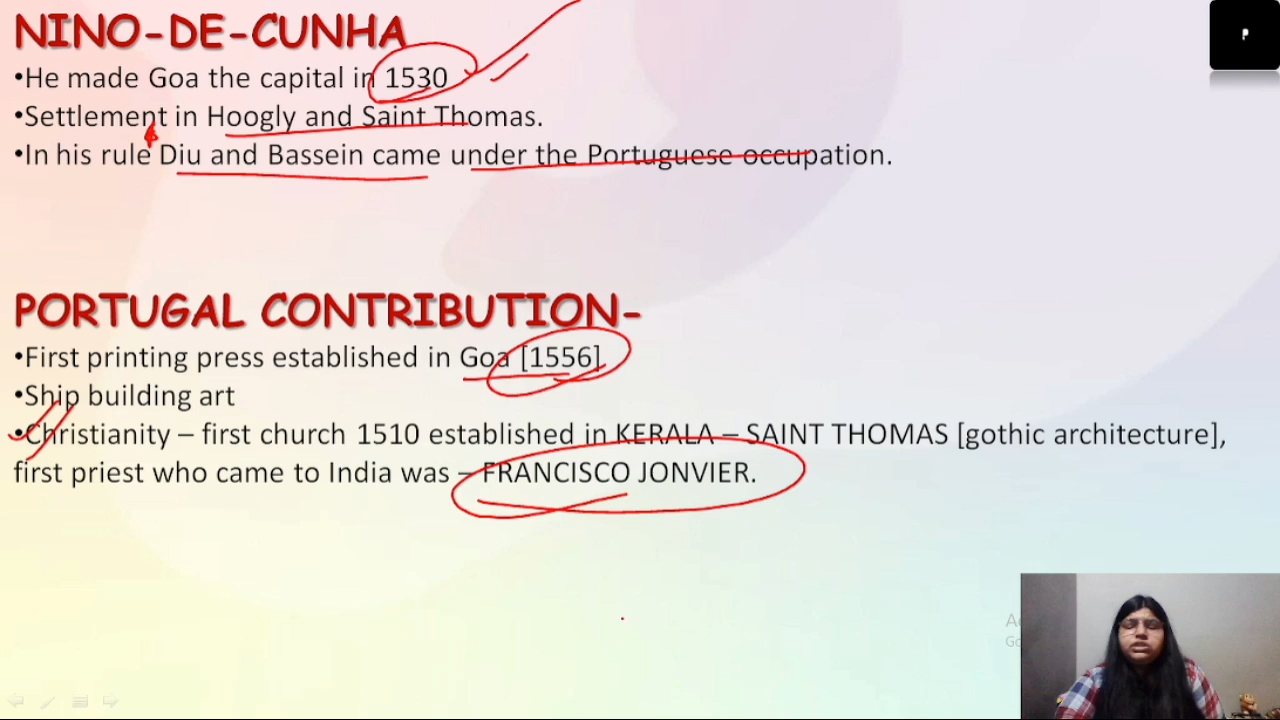 NINO-DE-CUNHA
•He made Goa the capital in 1530
•Settlement in Hoogly and Saint Thomas.
•In his rule Diu and Bassein came under the Portuguese occupation.
PORTUGAL CONTRIBUTION-
•First printing press established in Goa [1556]
•Ship building art
•Christianity – first church 1510 established in KERALA – SAINT THOMAS [gothic architecture],
first priest who came to India was – FRANCISCO JONVIER.